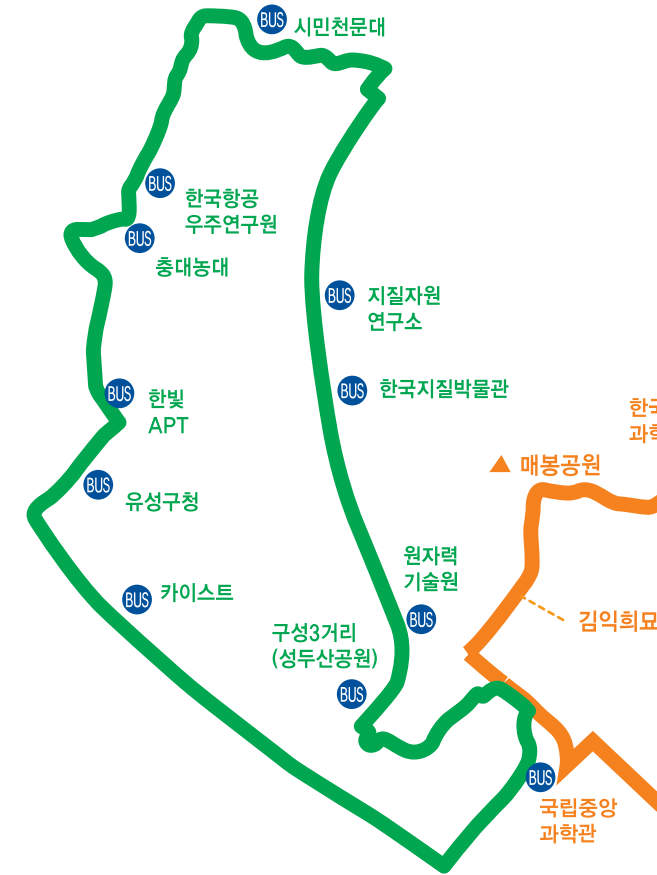 BUS
시민천문대
BUS
한국항공
우주연구원
BUS
충대농대
BUS
지질자원
연구소
BUS
한국지질박물관
BUS
한빛
APT
매봉공원
BUS
유성구청
원자력
기술원
BUS
BUS
카이스트
김익희묘
구성3거리
(성두산공원)
BUS
BUS
국립중앙
과학관